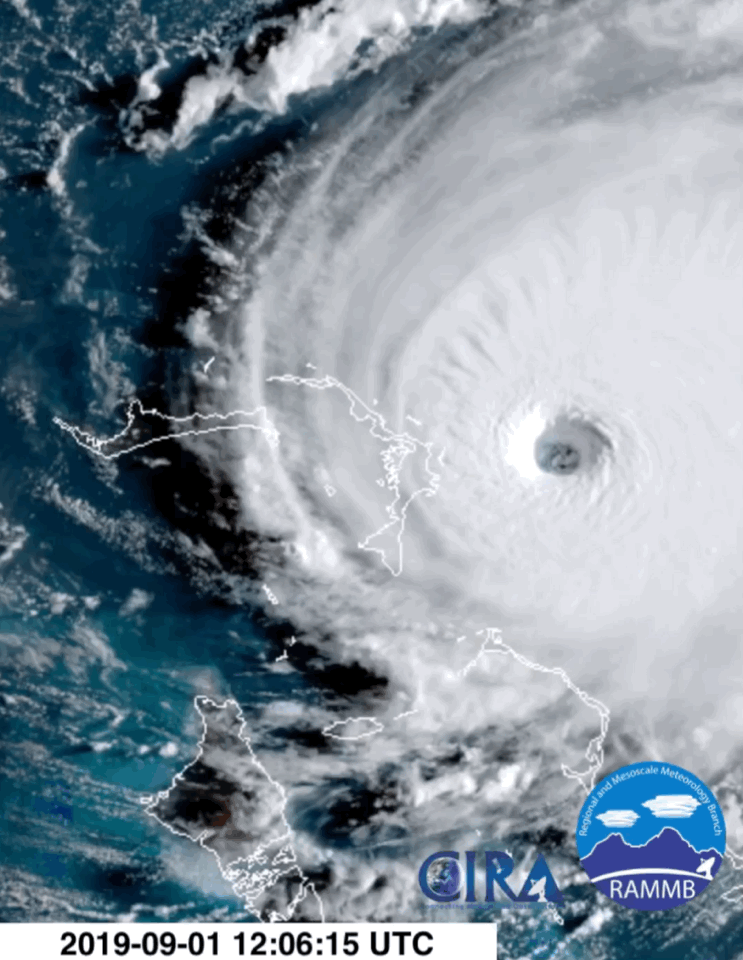 Regional and Mesoscale Meteorology Branch
CIRA
RAMMB
2019-09-01 12:06:15 UTC